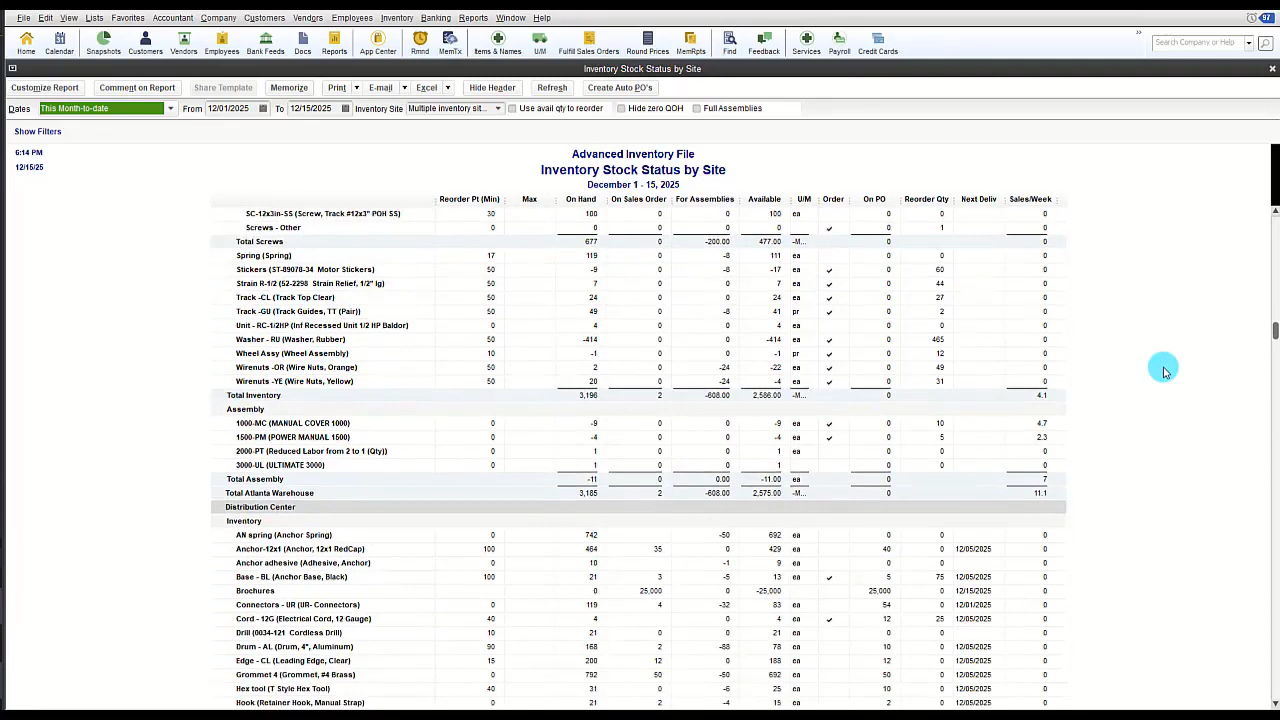 File Edit View Lists Favorites Accountant Company Customers Vendors Employees Inventory Banking Reports Window Help 97
Home Calendar Snapshots Customers Vendors Employees Bank Feeds Docs Reports App Center Rmnd MemTx Items & Names U/M Fulfill Sales Orders Round Prices MemRpts Find Feedback Services Payroll Credit Cards » Search Company or Help
Inventory Stock Status by Site
Customize Report Comment on Report Share Template Memorize Print E-mail Excel Hide Header Refresh Create Auto PO's
Dates This Month-to-date From 12/01/2025 To 12/15/2025 Inventory Site Multiple inventory sit... Use avail qty to reorder Hide zero QOH Full Assemblies
Show Filters
6:14 PM
12/15/25
Advanced Inventory File
Inventory Stock Status by Site
December 1 - 15, 2025
Reorder Pt (Min) Max On Hand On Sales Order For Assemblies Available U/M Order On PO Reorder Qty Next Deliv Sales/Week
SC-12x3in-SS (Screw, Track #12x3" POH SS) 30 100 0 0 100 ea 0 0 0
Screws - Other 0 0 0 0 0 ✓ 0 1 0
Total Screws 677 0 -200.00 477.00 -M... 0 0
Spring (Spring) 17 119 0 -8 111 ea 0 0 0
Stickers (ST-89078-34 Motor Stickers) 50 -9 0 -8 -17 ea ✓ 0 60 0
Strain R-1/2 (52-2298 Strain Relief, 1/2" lg) 50 7 0 0 7 ea ✓ 0 44 0
Track -CL (Track Top Clear) 50 24 0 0 24 ea ✓ 0 27 0
Track -GU (Track Guides, TT (Pair)) 50 49 0 -8 41 pr ✓ 0 2 0
Unit - RC-1/2HP (Inf Recessed Unit 1/2 HP Baldor) 4 0 0 4 ea 0 0 0
Washer - RU (Washer, Rubber) 50 -414 0 0 -414 ea ✓ 0 465 0
Wheel Assy (Wheel Assembly) 10 -1 0 0 -1 pr ✓ 0 12 0
Wirenuts -OR (Wire Nuts, Orange) 50 2 0 -24 -22 ea ✓ 0 49 0
Wirenuts -YE (Wire Nuts, Yellow) 50 20 0 -24 -4 ea ✓ 0 31 0
Total Inventory 3,196 2 -608.00 2,586.00 -M... 0 4.1
Assembly
1000-MC (MANUAL COVER 1000) 0 -9 0 0 -9 ea ✓ 0 10 4.7
1500-PM (POWER MANUAL 1500) 0 -4 0 0 -4 ea ✓ 0 5 2.3
2000-PT (Reduced Labor from 2 to 1 (Qty)) 0 1 0 0 1 ea 0 0 0
3000-UL (ULTIMATE 3000) 0 1 0 0 1 0 0 0
Total Assembly -11 0 0.00 -11.00 ea 0 7
Total Atlanta Warehouse 3,185 2 -608.00 2,575.00 -M... 0 11.1
Distribution Center
Inventory
AN spring (Anchor Spring) 0 742 -50 692 ea 0 0 0
Anchor-12x1 (Anchor, 12x1 RedCap) 100 464 35 0 429 ea 40 0 12/05/2025 0
Anchor adhesive (Adhesive, Anchor) 0 10 -1 9 ea 0 0 0
Base - BL (Anchor Base, Black) 100 21 3 -5 13 ea ✓ 5 75 12/05/2025 0
Brochures 0 25,000 0 -25,000 25,000 0 12/15/2025 0
Connectors - UR (UR- Connectors) 0 119 4 -32 83 ea 54 0 12/01/2025 0
Cord - 12G (Electrical Cord, 12 Gauge) 40 4 0 4 ea ✓ 12 25 12/05/2025 0
Drill (0034-121 Cordless Drill) 10 21 0 0 21 ea 0 0 0
Drum - AL (Drum, 4", Aluminum) 90 168 2 -88 78 ea 10 0 12/05/2025 0
Edge - CL (Leading Edge, Clear) 15 200 12 0 188 ea 0 0 12/05/2025 0
Grommet 4 (Grommet, #4 Brass) 0 792 50 -50 692 ea 50 0 12/05/2025 0
Hex tool (T Style Hex Tool) 40 31 0 -6 25 ea 10 0 12/05/2025 0
Hook (Retainer Hook, Manual Strap) 0 21 2 -4 15 ea 2 0 12/05/2025 0